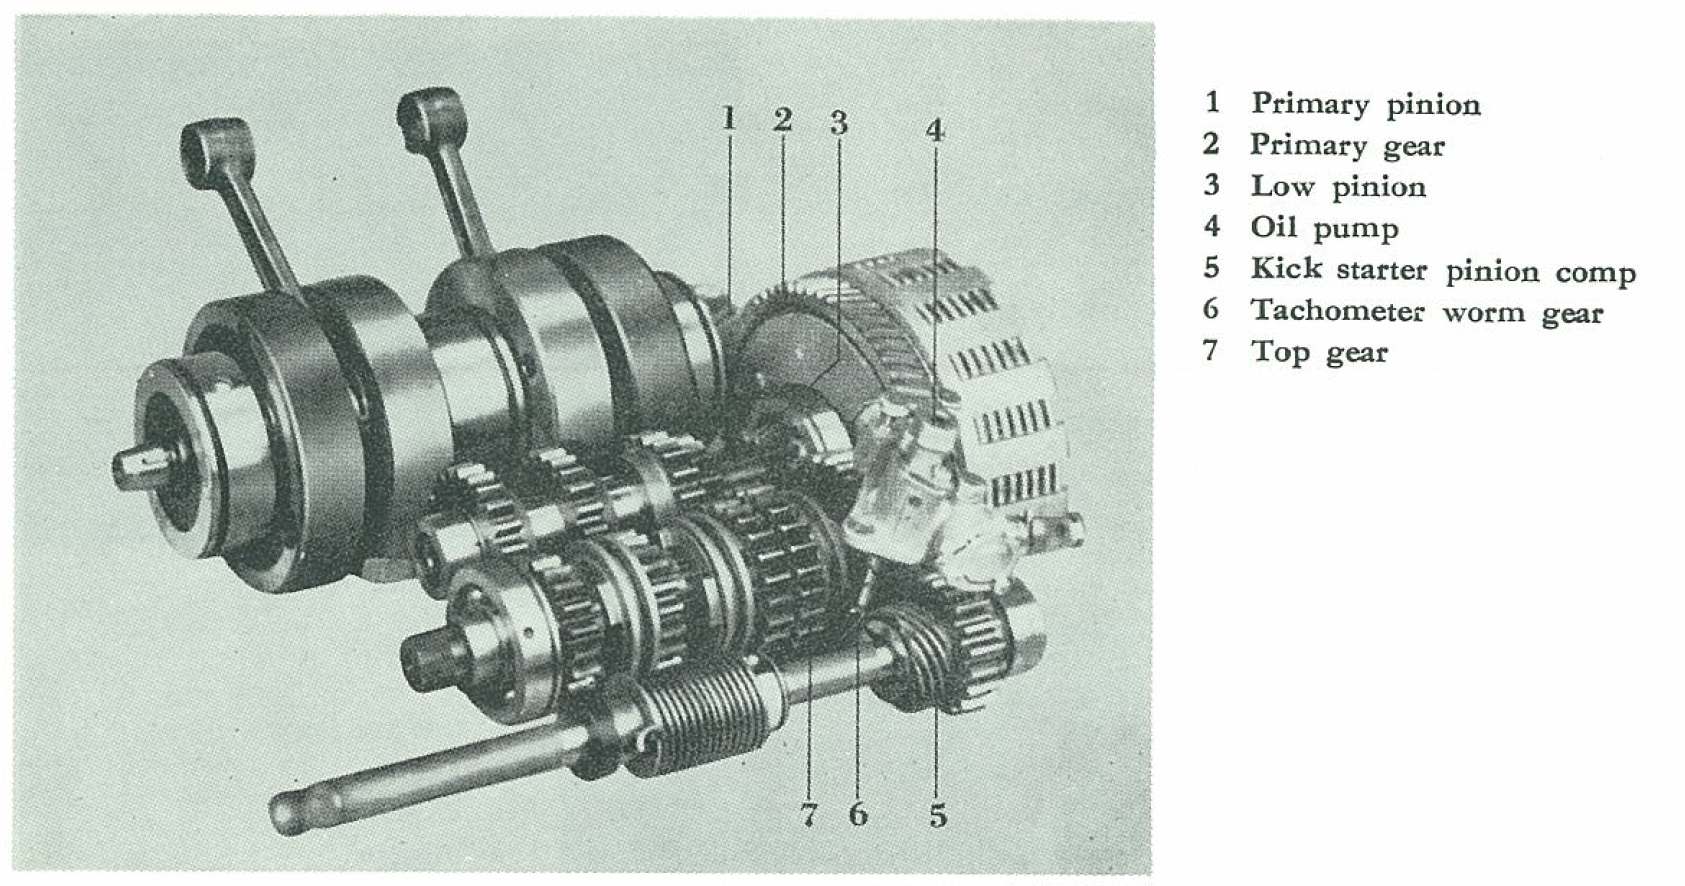 1 2 3 4
7 6 5
1 Primary pinion
2 Primary gear
3 Low pinion
4 Oil pump
5 Kick starter pinion comp
6 Tachometer worm gear
7 Top gear